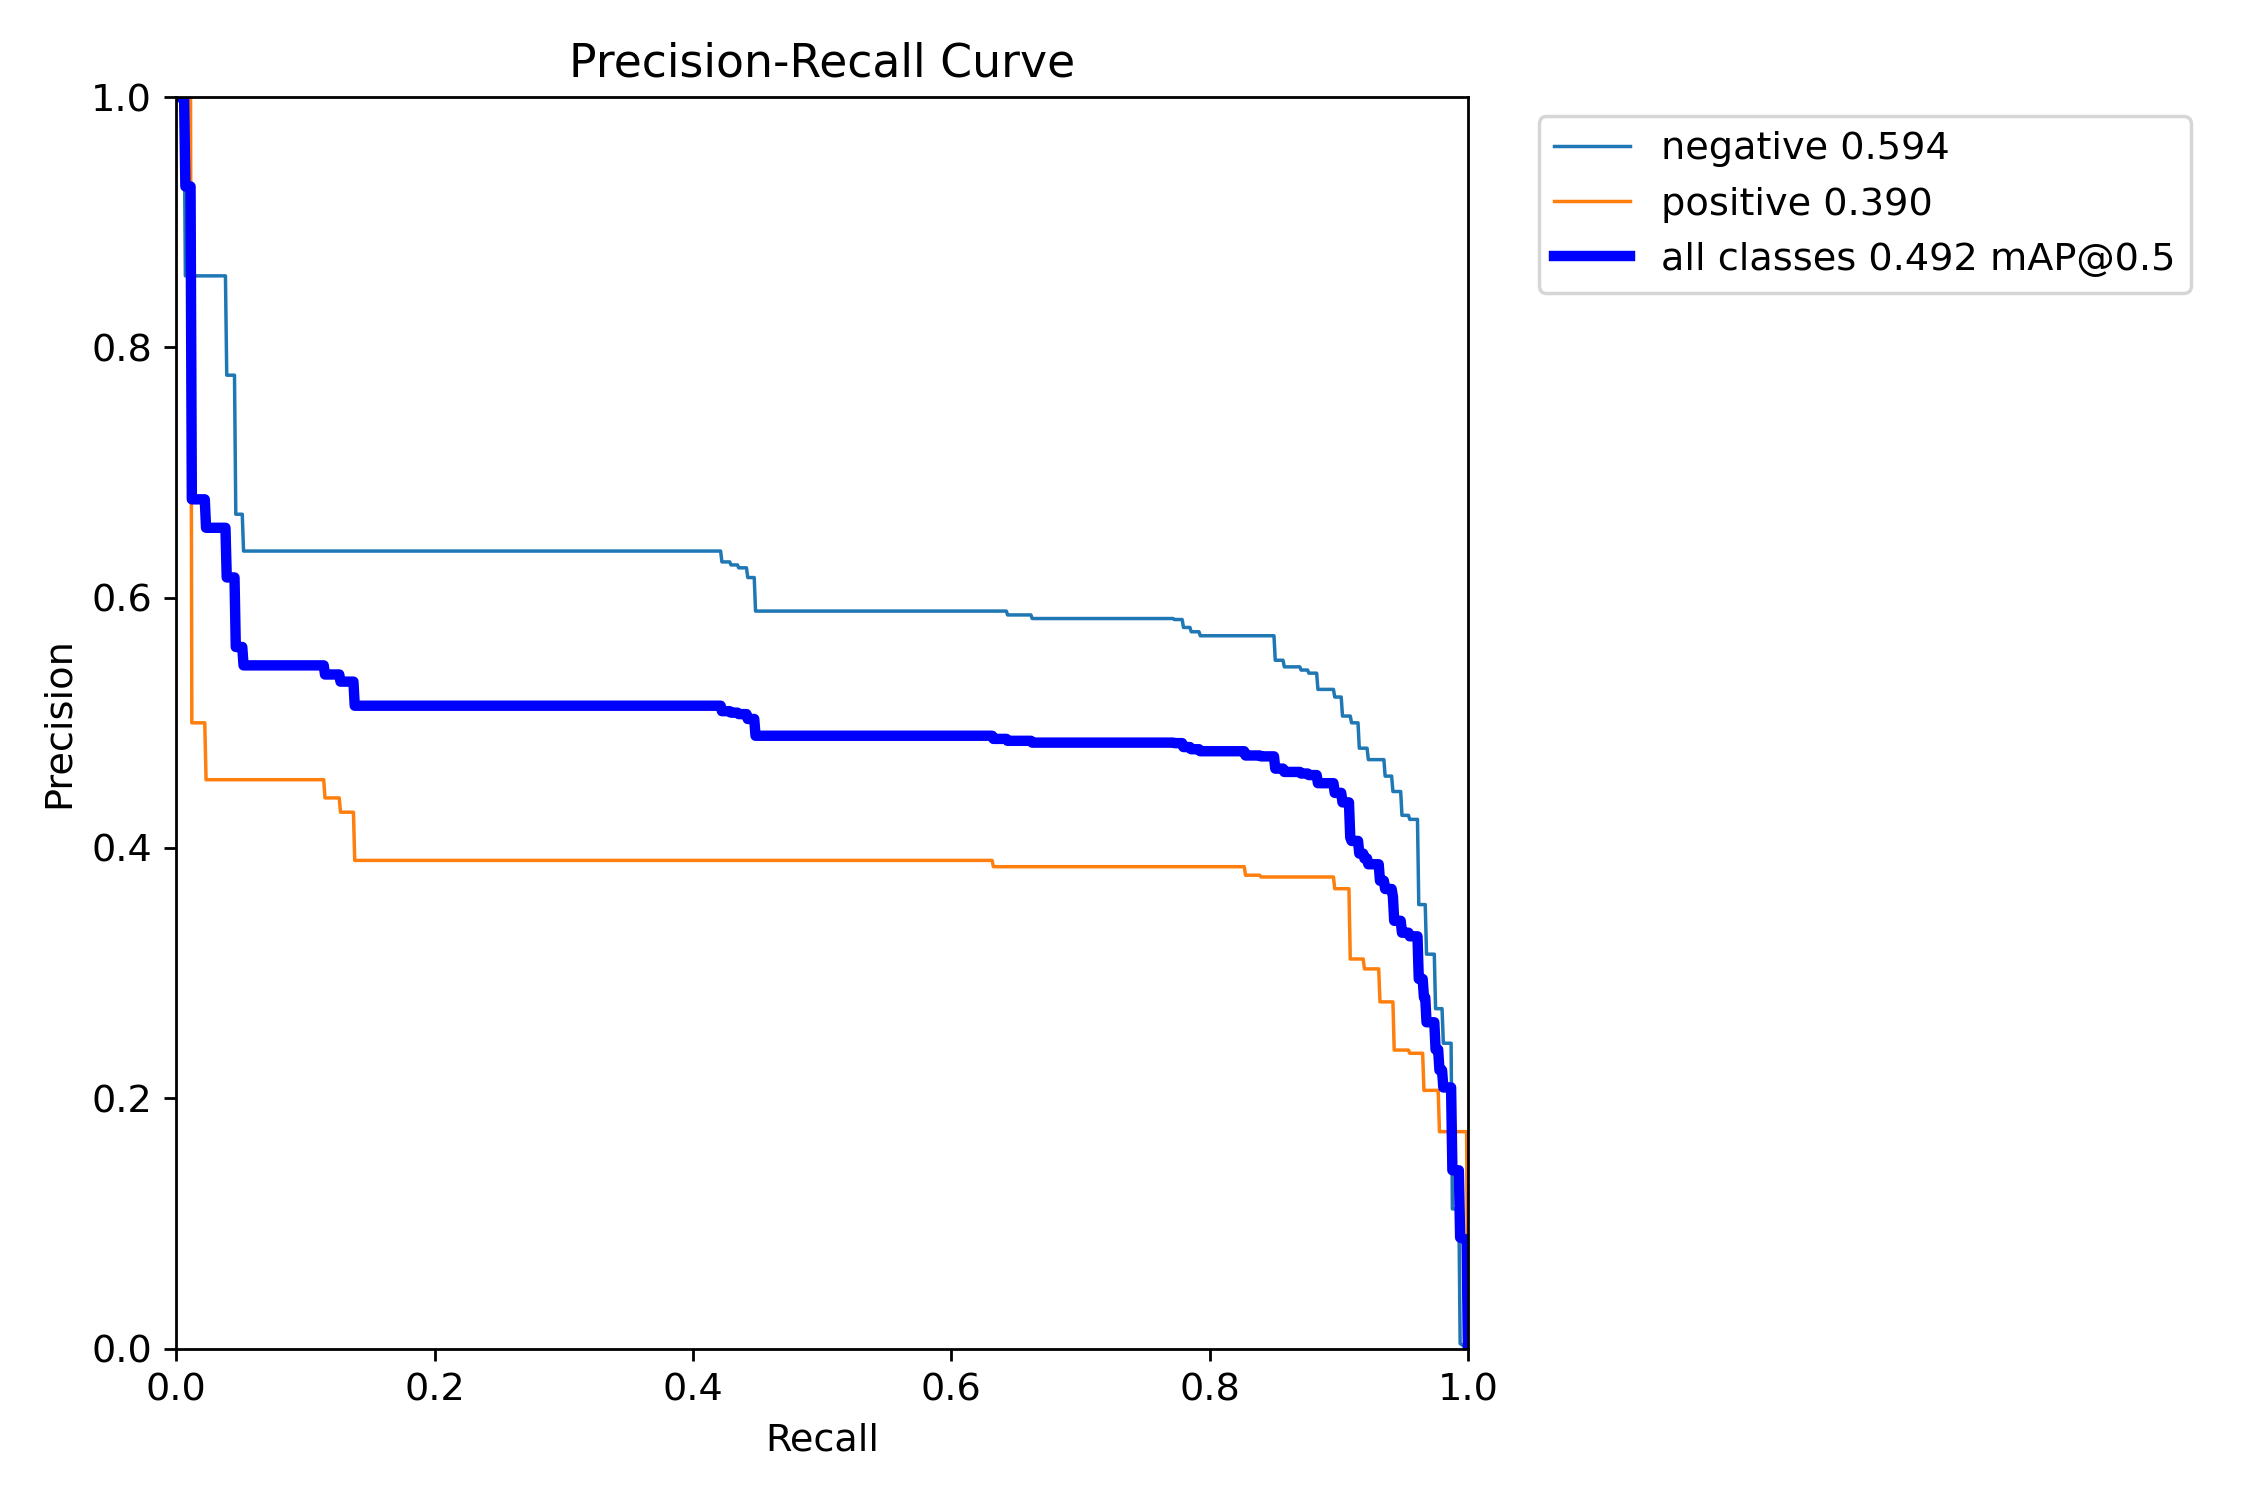 Precision-Recall Curve
negative 0.594
positive 0.390
all classes 0.492 mAP@0.5
Precision
1.0
0.8
0.6
0.4
0.2
0.0
0.0 0.2 0.4 0.6 0.8 1.0
Recall